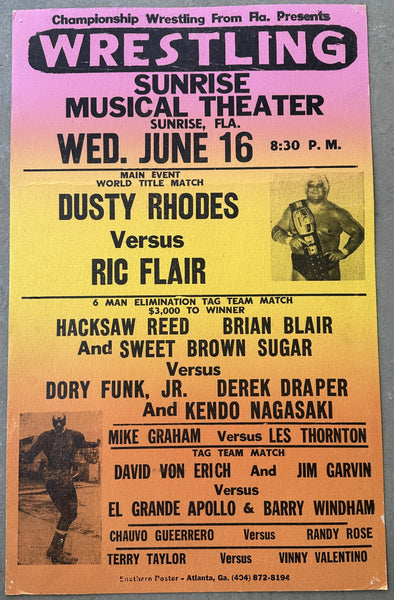 Championship Wrestling From Fla. Presents
WRESTLING
SUNRISE
MUSICAL THEATER
SUNRISE, FLA.
WED. JUNE 16 8:30 P. M.
MAIN EVENT
WORLD TITLE MATCH
DUSTY RHODES
Versus
RIC FLAIR
6 MAN ELIMINATION TAG TEAM MATCH
$3,000 TO WINNER
HACKSAW REED BRIAN BLAIR
And SWEET BROWN SUGAR
Versus
DORY FUNK, JR. DEREK DRAPER
And KENDO NAGASAKI
MIKE GRAHAM Versus LES THORNTON
TAG TEAM MATCH
DAVID VON ERICH And JIM GARVIN
Versus
EL GRANDE APOLLO & BARRY WINDHAM
CHAUVO GUEERRERO Versus RANDY ROSE
TERRY TAYLOR Versus VINNY VALENTINO
Southern Poster - Atlanta, Ga. (404) 872-8194